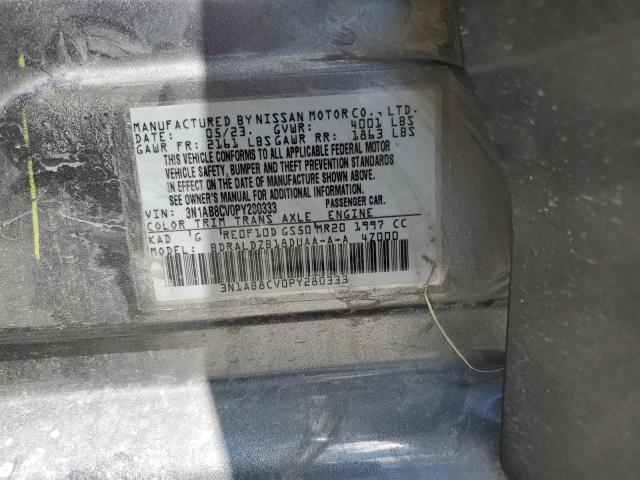 MANUFACTURED BY NISSAN MOTOR CO., LTD.
DATE: 05/23. GVWR: 4001 LBS
GAWR FR: 2161 LBS GAWR RR: 1863 LBS
THIS VEHICLE CONFORMS TO ALL APPLICABLE FEDERAL MOTOR
VEHICLE SAFETY, BUMPER AND THEFT PREVENTION STANDARDS
IN EFFECT ON THE DATE OF MANUFACTURE SHOWN ABOVE.
SEE OWNER'S MANUAL FOR ADDITIONAL INFORMATION
VIN: 3N1AB8CV0PY280333 PASSENGER CAR.
COLOR TRIM TRANS AXLE ENGINE
KAD 'G 'RE0F10D GS50 MR20 1997 CC
MODEL: BDRALDZB18DUAA-A-A 47000
3N1AB8CV0PY280333